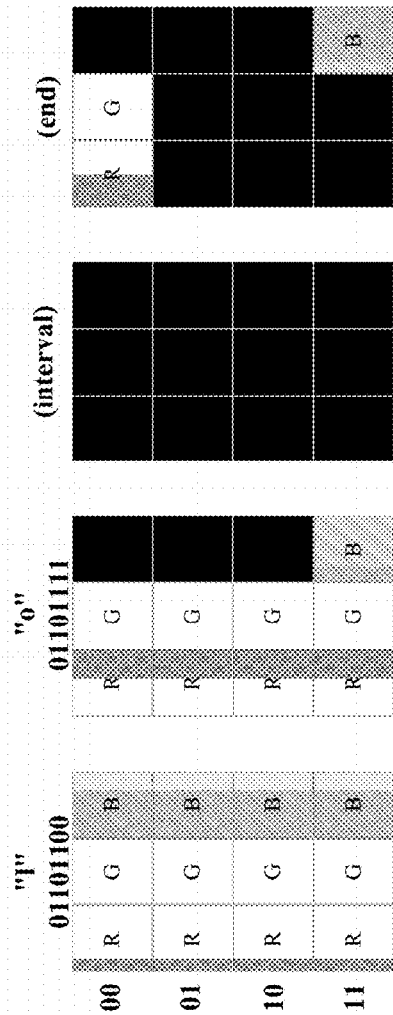 "l" "o"
01101100 01101111 (interval) (end)
00 R G B R G R G
01 R G B R G
10 R G B R G
11 R G B R G B B